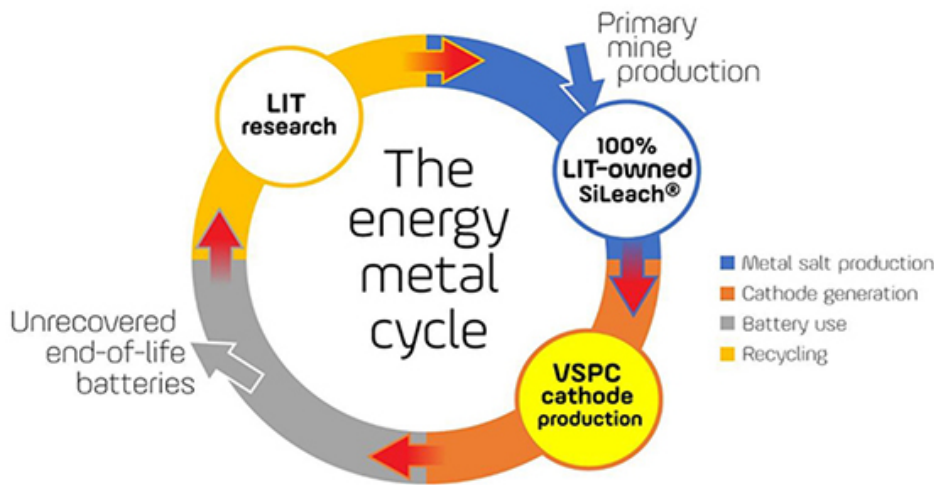 Primary
mine
production
LIT
research
100%
LIT-owned
SiLeach®
The
energy
metal
cycle
Metal salt production
Cathode generation
Battery use
Recycling
Unrecovered
end-of-life
batteries
VSPC
cathode
production